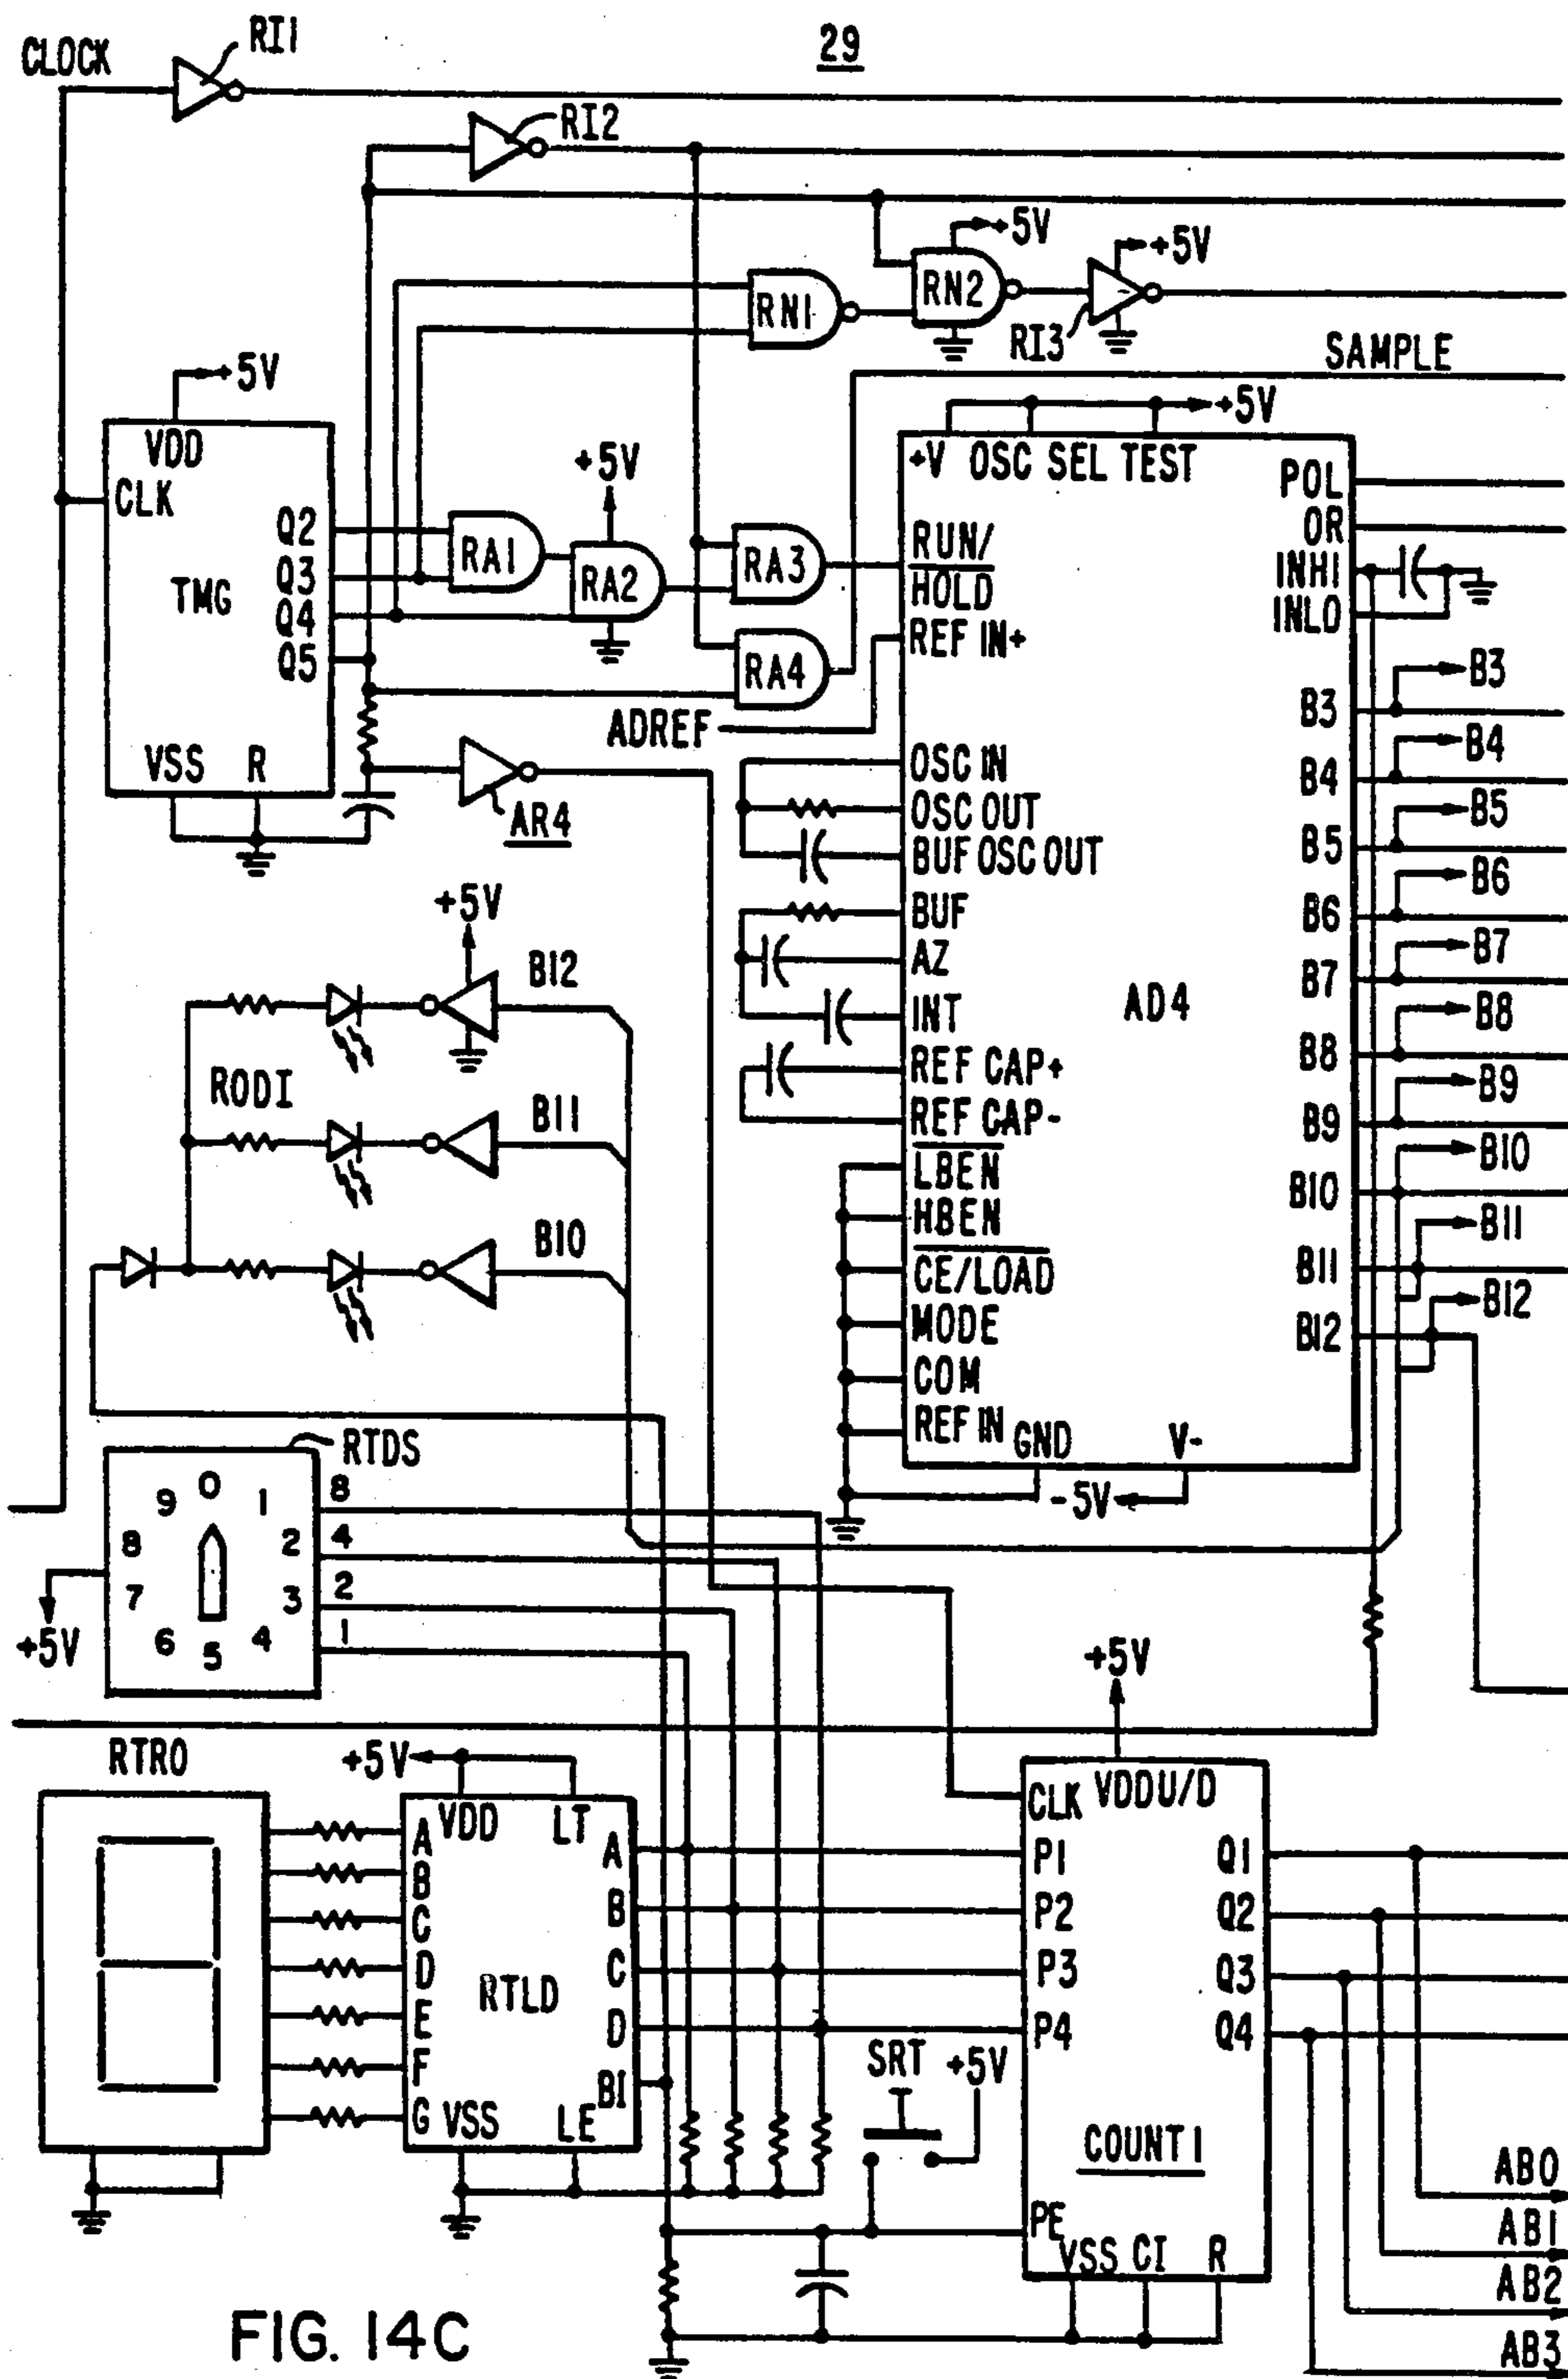 29
CLOCK
RI1
RI2
+5V
+5V
RN1
RN2
RI3
SAMPLE
+5V
+5V
+5V
VDD
CLK
Q2
Q3
Q4
Q5
TMG
VSS R
RA1
RA2
RA3
RA4
ADREF
AR4
+V OSC SEL TEST
RUN/
HOLD
REF IN+
OSC IN
OSC OUT
BUF OSC OUT
BUF
AZ
INT
REF CAP+
REF CAP-
LBEN
HBEN
CE/LOAD
MODE
COM
REF IN
GND
V-
-5V
AD4
POL
OR
INHI
INLO
B3
B3
B4
B4
B5
B5
B6
B6
B7
B7
B8
B8
B9
B9
B10
B10
B11
B11
B12
B12
+5V
B12
RODI
B11
B10
RTDS
0
9 1
8 2
7 3
6 4
5
8
4
2
1
+5V
RTRO
+5V
VDD LT
A
B
C
D
E
F
G
RTLD
A
B
C
D
BI
VSS LE
SRT
+5V
+5V
CLK VDD U/D
P1
P2
P3
P4
Q1
Q2
Q3
Q4
COUNT1
PE
VSS CI R
AB0
AB1
AB2
AB3
FIG. 14C